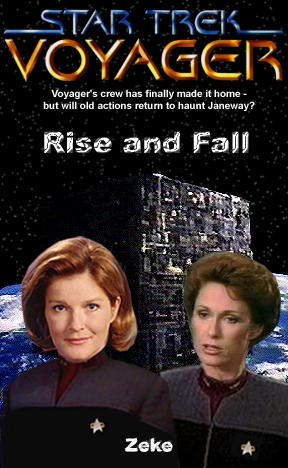 STAR TREK
VOYAGER
Voyager's crew has finally made it home -
but will old actions return to haunt Janeway?
Rise and Fall
Zeke